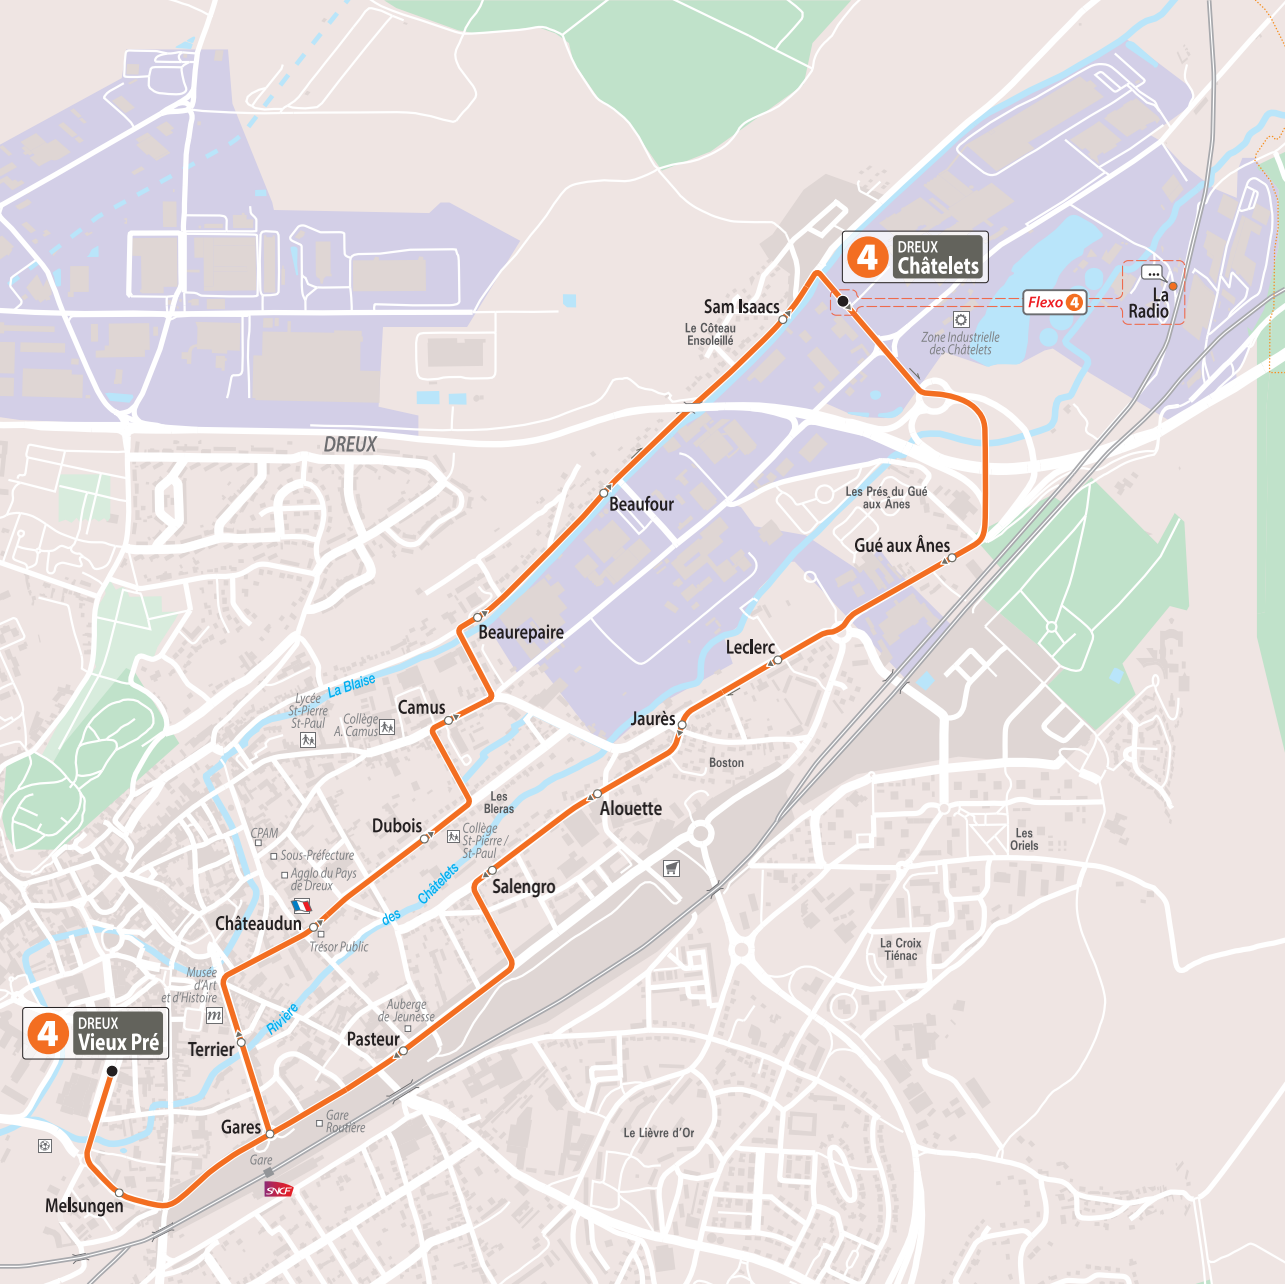 4
DREUX
Châtelets
Sam Isaacs
Le Côteau
Ensoleillé
Flexo 4
...
La
Radio
Zone Industrielle
des Châtelets
DREUX
Beaufour
Les Prés du Gué
aux Ânes
Gué aux Ânes
Beaurepaire
Leclerc
La Blaise
Lycée
St-Pierre
St-Paul
Collège
A. Camus
Camus
Jaurès
Boston
Les
Bleras
Alouette
Dubois
Collège
St-Pierre /
St-Paul
CPAM
Sous-Préfecture
Agglo du Pays
de Dreux
Les
Oriels
Salengro
Châteaudun
Trésor Public
Rivière
des
Châtelets
La Croix
Tiénac
Musée
d'Art
et d'Histoire
m
Auberge
de Jeunesse
4
DREUX
Vieux Pré
Terrier
Pasteur
Gares
Gare
Routière
Le Lièvre d'Or
Gare
SNCF
Melsungen